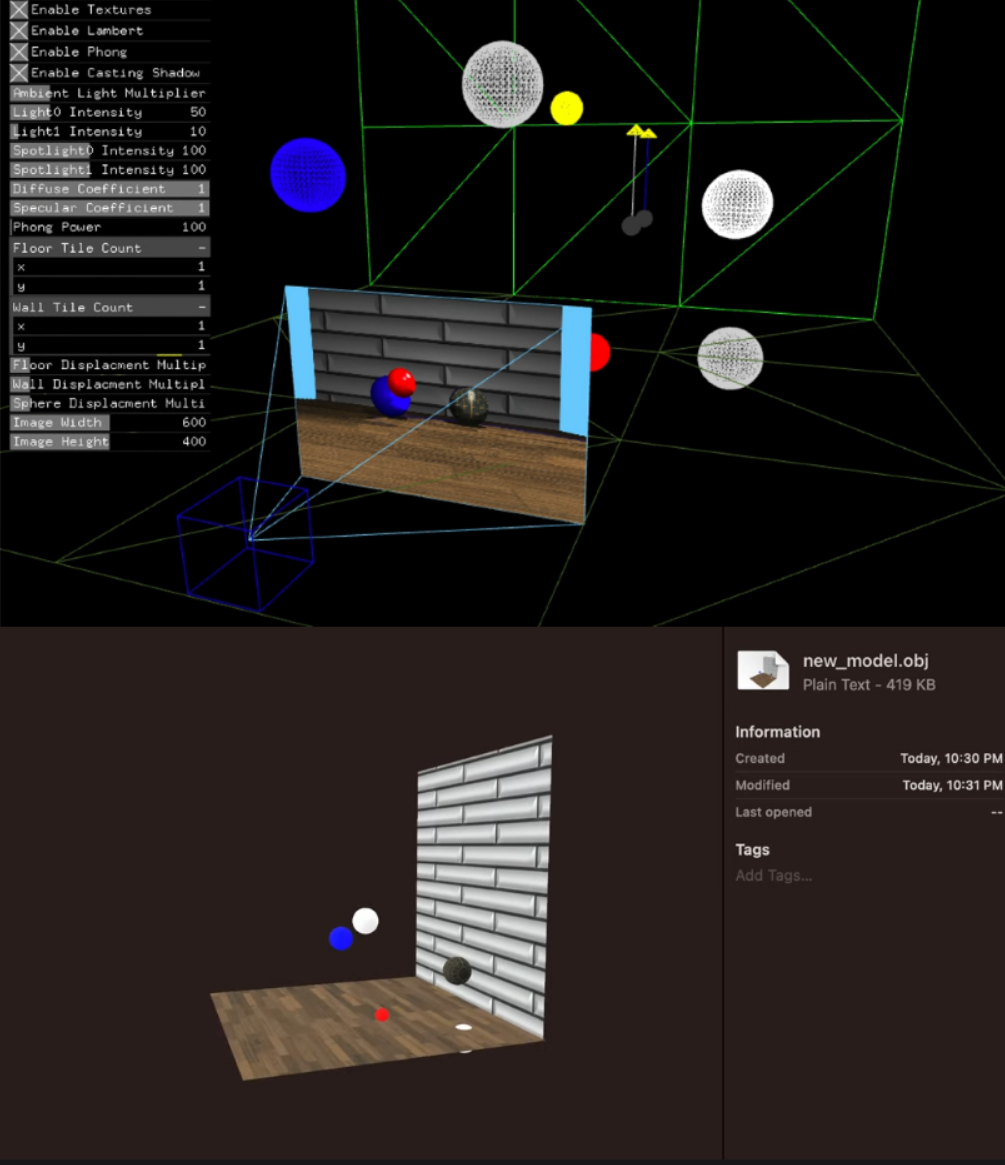 Enable Textures
Enable Lambert
Enable Phong
Enable Casting Shadow
Ambient Light Multiplier
Light0 Intensity 50
Light1 Intensity 10
Spotlight0 Intensity 100
Spotlight1 Intensity 100
Diffuse Coefficient 1
Specular Coefficient 1
Phong Power 100
Floor Tile Count -
x 1
y 1
Wall Tile Count -
x 1
y 1
Floor Displacment Multip
Wall Displacment Multipl
Sphere Displacment Multi
Image Width 600
Image Height 400
new_model.obj
Plain Text - 419 KB
Information
Created Today, 10:30 PM
Modified Today, 10:31 PM
Last opened --
Tags
Add Tags...